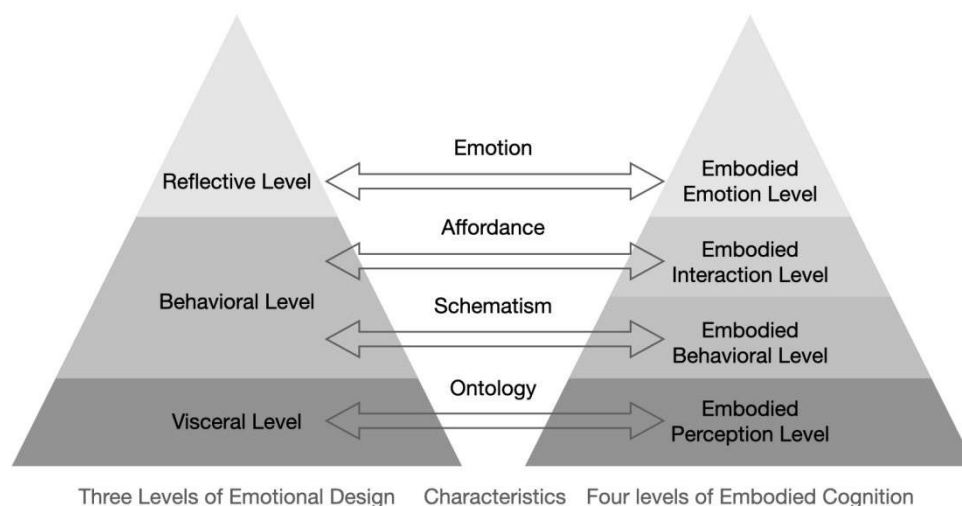 Emotion
Reflective Level
Embodied
Emotion Level
Affordance
Embodied
Interaction Level
Behavioral Level
Schematism
Embodied
Behavioral Level
Ontology
Visceral Level
Embodied
Perception Level
Three Levels of Emotional Design Characteristics Four levels of Embodied Cognition